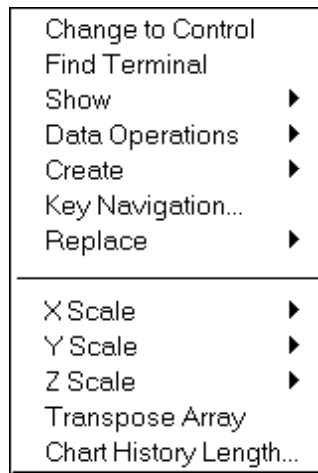 Change to Control
Find Terminal
Show
Data Operations
Create
Key Navigation...
Replace
X Scale
Y Scale
Z Scale
Transpose Array
Chart History Length...